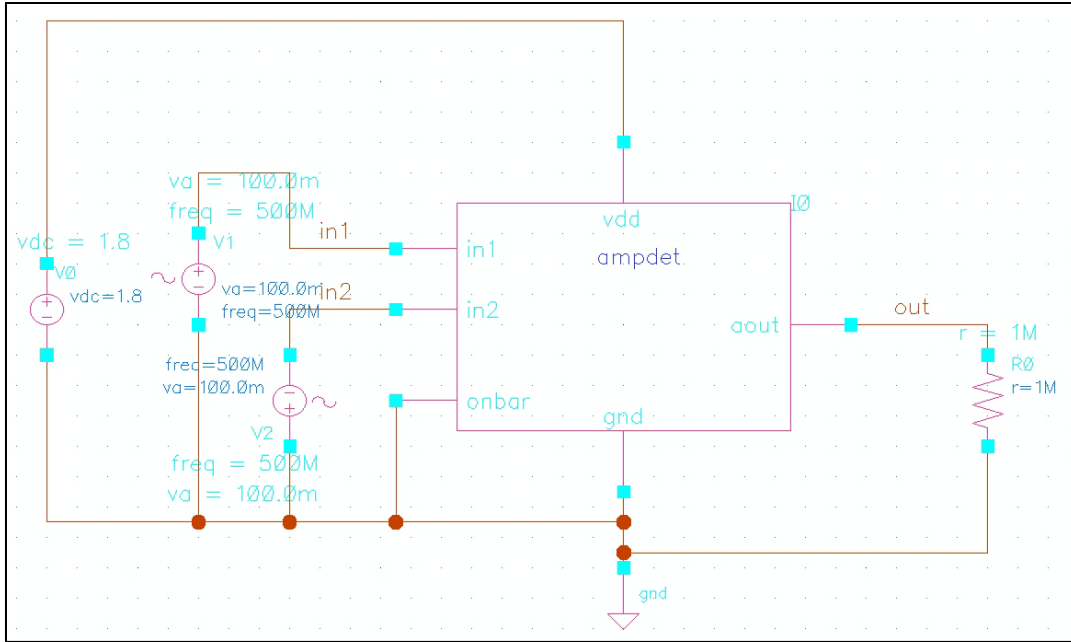 va = 100.0m
freq = 500M
V1
in1
vdd
I0
vdc = 1.8
V0
vdc=1.8
in1
ampdet
va=100.0m
freq=500M
in2
in2
aout
out
r = 1M
R0
r=1M
freq=500M
va=100.0m
onbar
gnd
V2
freq = 500M
va = 100.0m
gnd